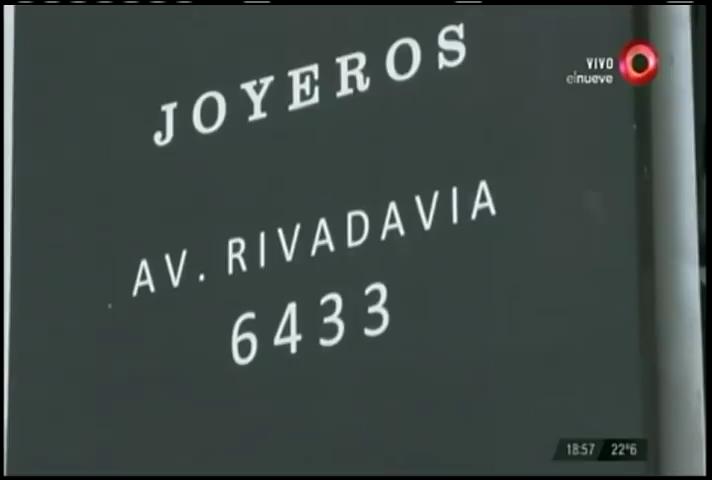 JOYEROS
AV. RIVADAVIA
6433
VIVO
elnueve
18:57 22°6